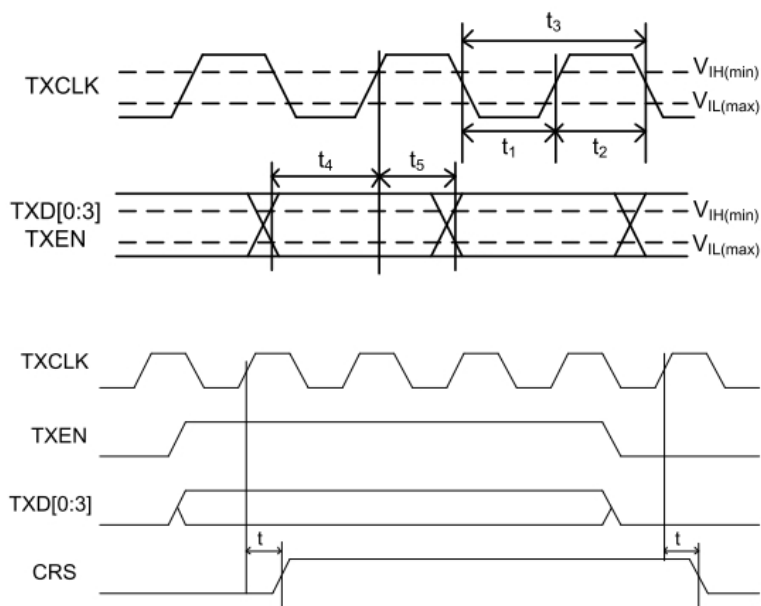 t3
TXCLK
VIH(min)
VIL(max)
t1
t2
t4
t5
TXD[0:3]
TXEN
VIH(min)
VIL(max)
TXCLK
TXEN
TXD[0:3]
t
t
CRS